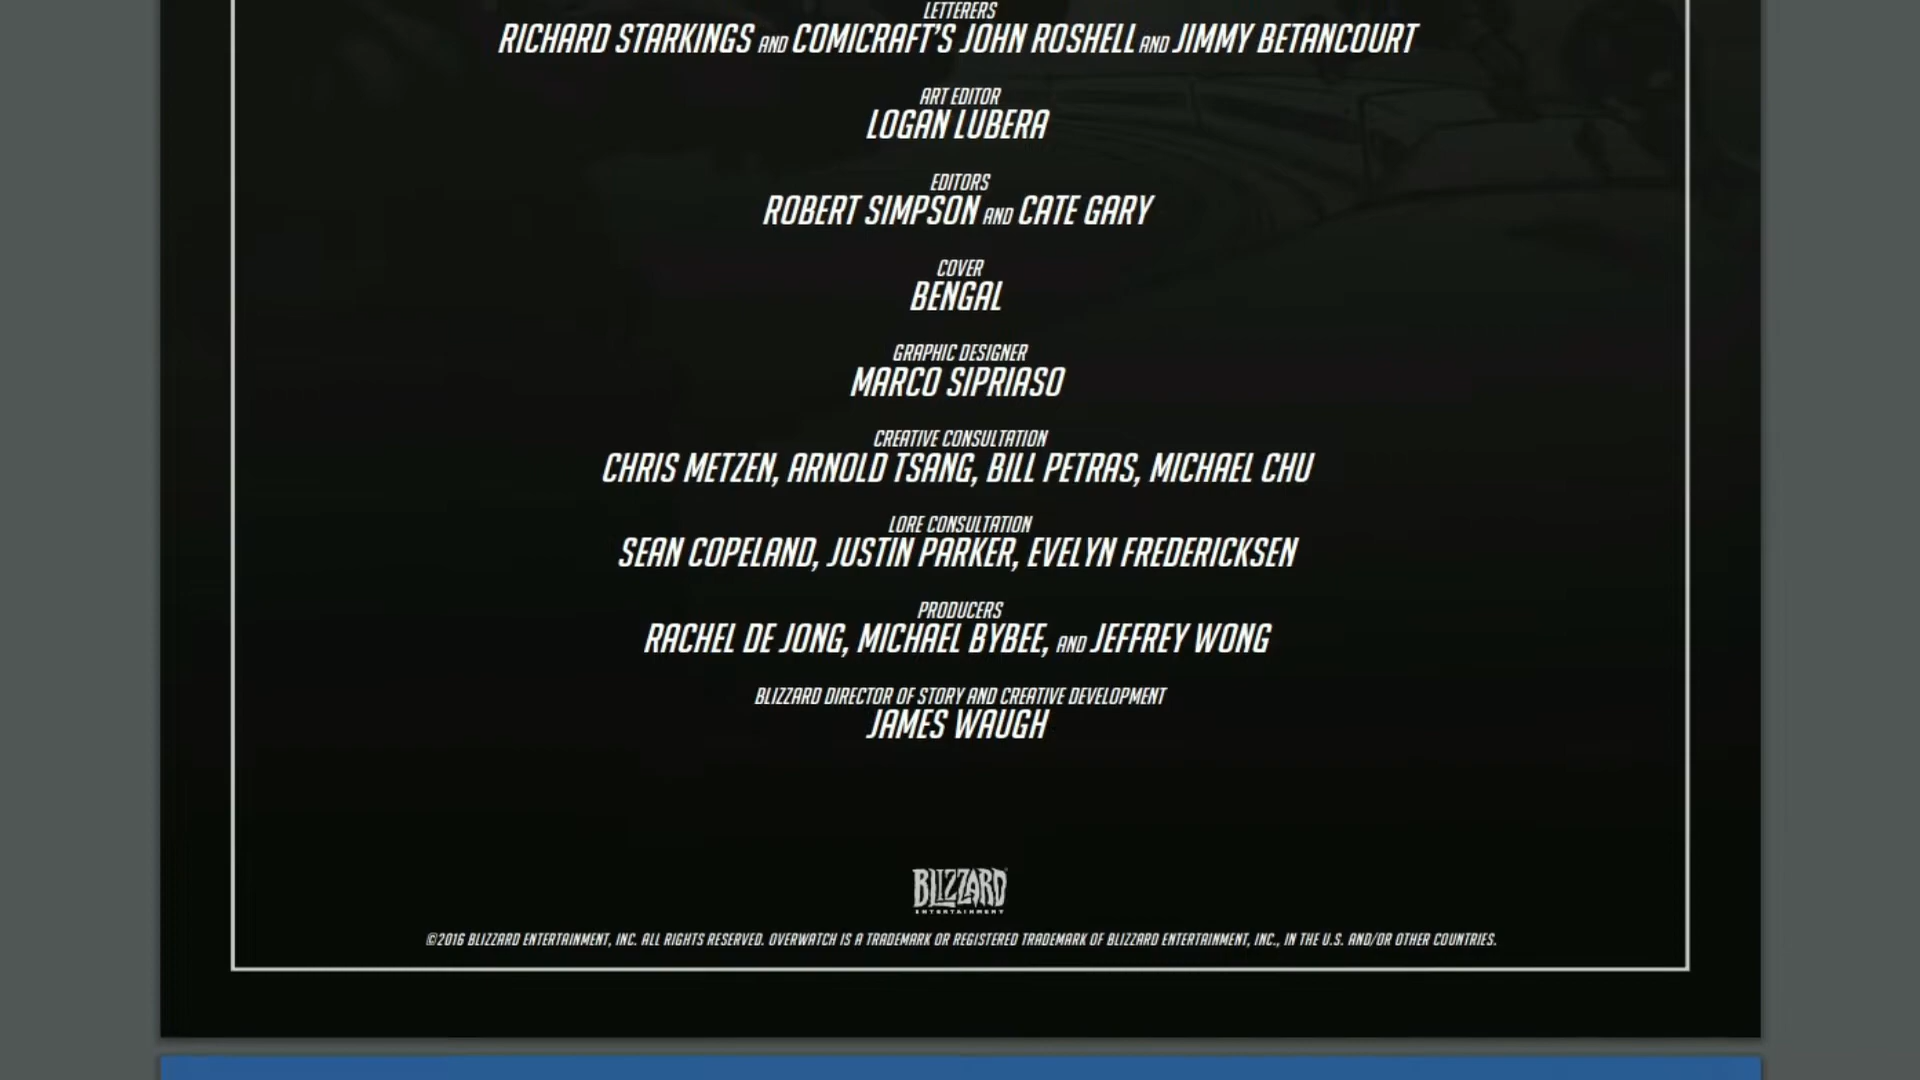 LETTERERS
RICHARD STARKINGS AND COMICRAFT'S JOHN ROSHELL AND JIMMY BETANCOURT
ART EDITOR
LOGAN LUBERA
EDITORS
ROBERT SIMPSON AND CATE GARY
COVER
BENGAL
GRAPHIC DESIGNER
MARCO SIPRIASO
CREATIVE CONSULTATION
CHRIS METZEN, ARNOLD TSANG, BILL PETRAS, MICHAEL CHU
LORE CONSULTATION
SEAN COPELAND, JUSTIN PARKER, EVELYN FREDERICKSEN
PRODUCERS
RACHEL DE JONG, MICHAEL BYBEE, AND JEFFREY WONG
BLIZZARD DIRECTOR OF STORY AND CREATIVE DEVELOPMENT
JAMES WAUGH
BLIZZARD
ENTERTAINMENT
©2016 BLIZZARD ENTERTAINMENT, INC. ALL RIGHTS RESERVED. OVERWATCH IS A TRADEMARK OR REGISTERED TRADEMARK OF BLIZZARD ENTERTAINMENT, INC., IN THE U.S. AND/OR OTHER COUNTRIES.